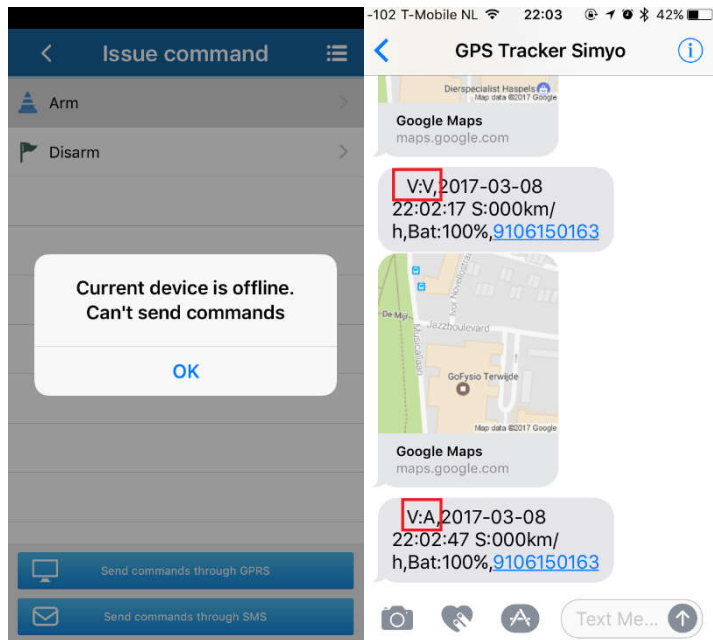 Issue command
Arm
Disarm
Current device is offline.
Can't send commands
OK
Send commands through GPRS
Send commands through SMS
-102 T-Mobile NL 22:03 42%
GPS Tracker Simyo
Dierspecialist Haspels
Map data ©2017 Google
Google Maps
maps.google.com
V:V,2017-03-08
22:02:17 S:000km/
h,Bat:100%,9106150163
Ivor Novellostraat
De Mijl
Jazzboulevard
Musicallaan
GoFysio Terwijde
Map data ©2017 Google
Google Maps
maps.google.com
V:A,2017-03-08
22:02:47 S:000km/
h,Bat:100%,9106150163
Text Me...